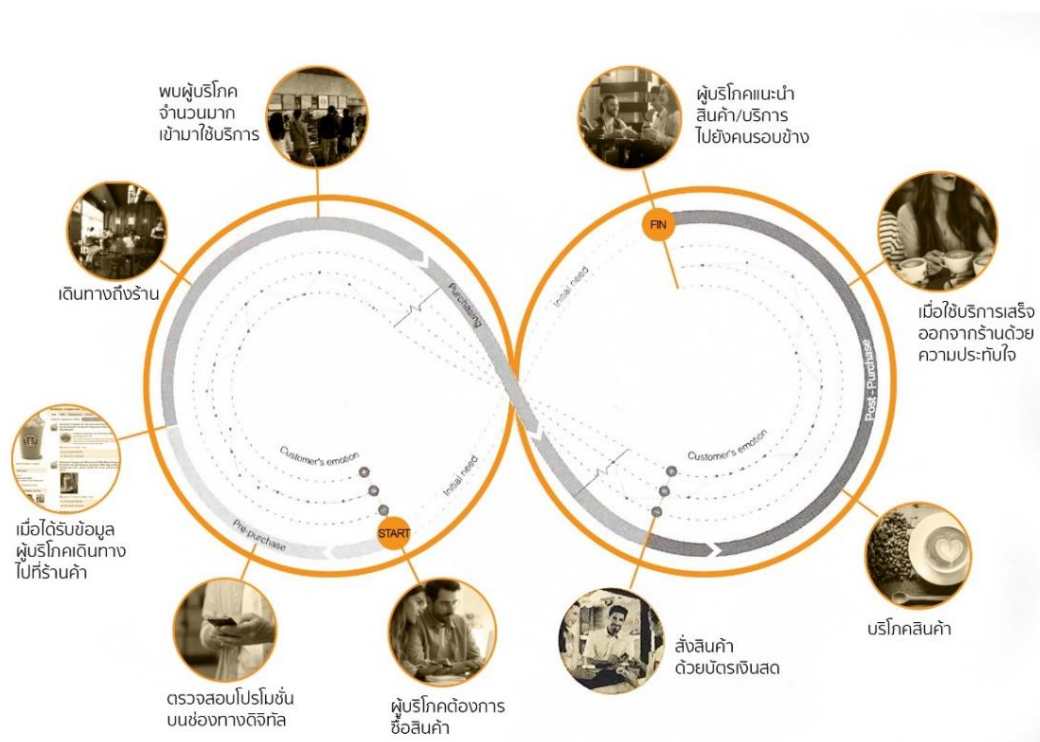 พบผู้บริโภค
จำนวนมาก
เข้ามาใช้บริการ
ผู้บริโภคแนะนำ
สินค้า/บริการ
ไปยังคนรอบข้าง
เดินทางถึงร้าน
FIN
Initial need
Purchasing
เมื่อใช้บริการเสร็จ
ออกจากร้านด้วย
ความประทับใจ
Post-Purchase
Customer's emotion
Customer's emotion
Initial need
เมื่อได้รับข้อมูล
ผู้บริโภคเดินทาง
ไปที่ร้านค้า
Pre-purchase
START
บริโภคสินค้า
สั่งสินค้า
ด้วยบัตรเงินสด
ตรวจสอบโปรโมชั่น
บนช่องทางดิจิทัล
ผู้บริโภคต้องการ
ซื้อสินค้า